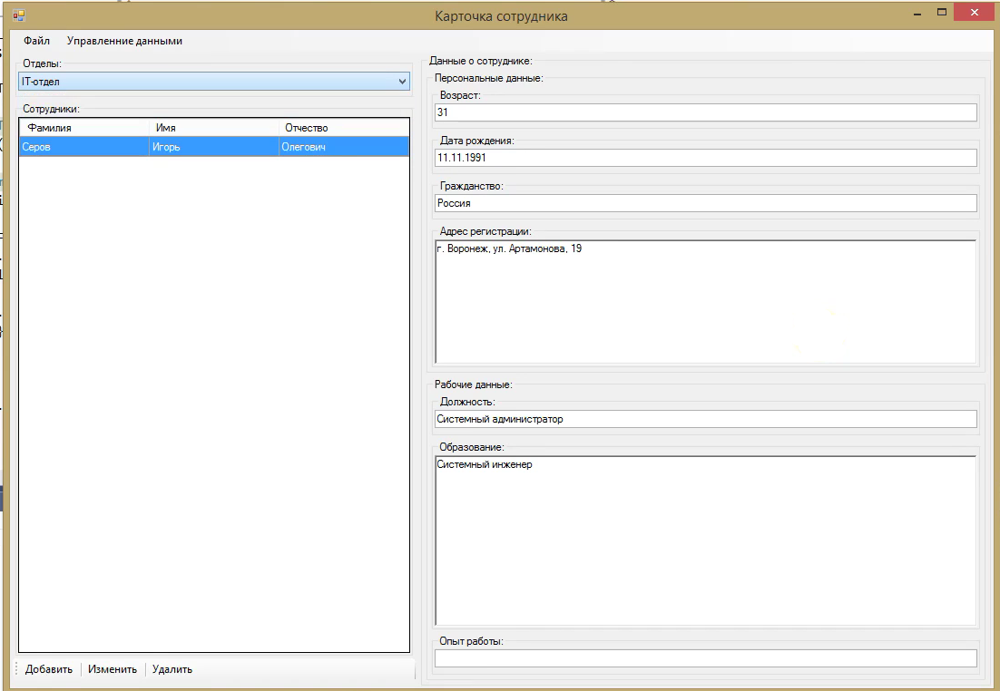 Карточка сотрудника
Файл Управленние данными
Отделы:
IT-отдел
Сотрудники:
Фамилия Имя Отчество
Серов Игорь Олегович
Добавить Изменить Удалить
Данные о сотруднике:
Персональные данные:
Возраст:
31
Дата рождения:
11.11.1991
Гражданство:
Россия
Адрес регистрации:
г. Воронеж, ул. Артамонова, 19
Рабочие данные:
Должность:
Системный администратор
Образование:
Системный инженер
Опыт работы: